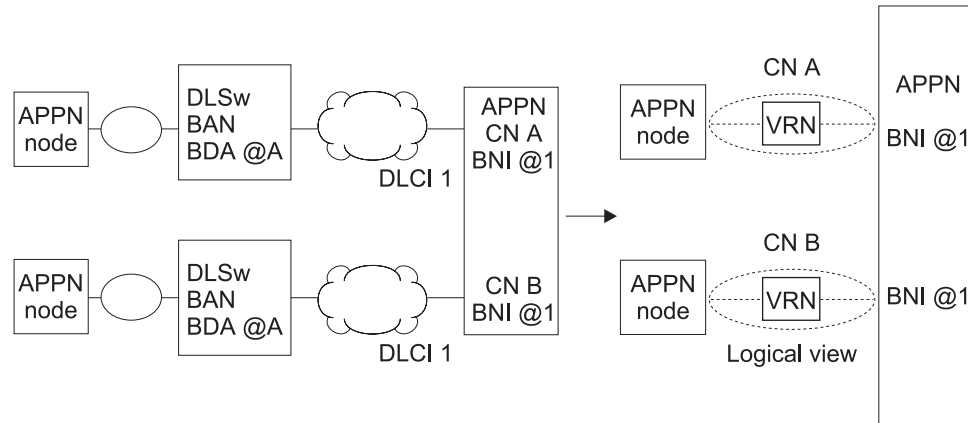 APPN
node
DLSw
BAN
BDA @A
DLCI 1
APPN
CN A
BNI @1
APPN
node
DLSw
BAN
BDA @A
DLCI 1
CN B
BNI @1
CN A
APPN
node
VRN
APPN
BNI @1
CN B
APPN
node
VRN
BNI @1
Logical view